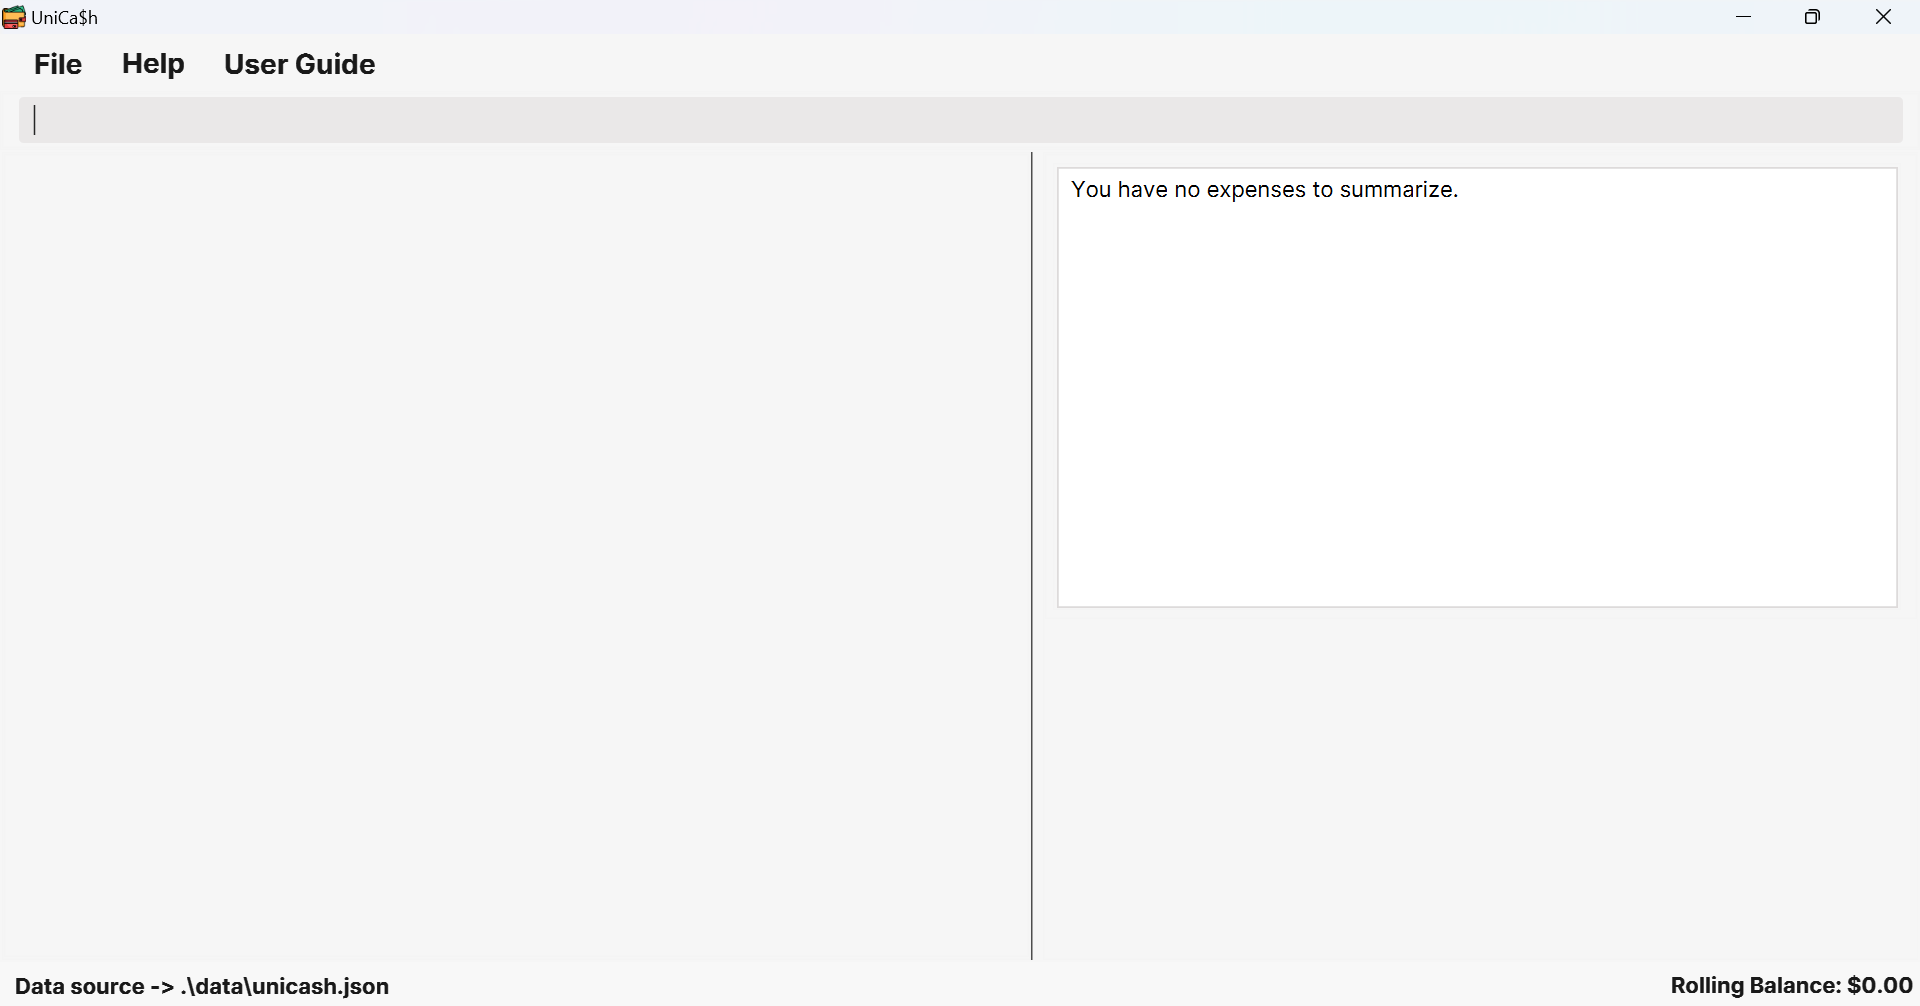 UniCa$h
File Help User Guide
You have no expenses to summarize.
Data source -> .\data\unicash.json
Rolling Balance: $0.00